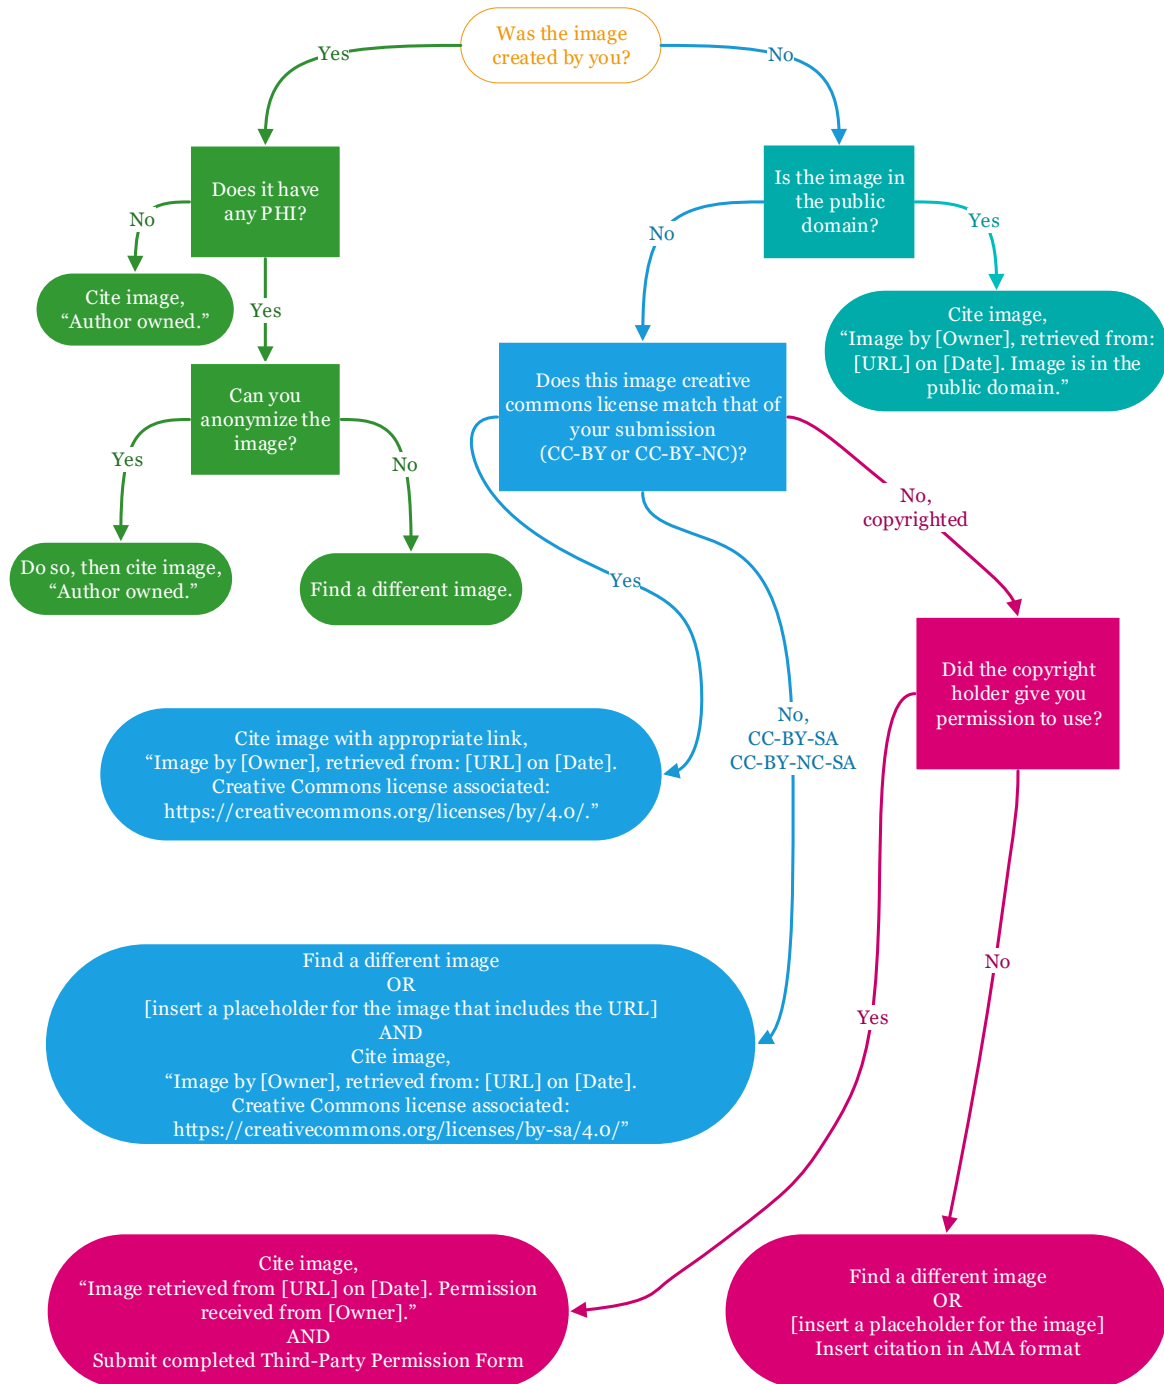 Was the image
created by you?
Yes
No
Does it have
any PHI?
Is the image in
the public
domain?
No
Yes
No
Yes
Cite image,
“Author owned.”
Cite image,
“Image by [Owner], retrieved from:
[URL] on [Date]. Image is in the
public domain.”
Can you
anonymize the
image?
Does this image creative
commons license match that of
your submission
(CC-BY or CC-BY-NC)?
Yes
No
No,
copyrighted
Do so, then cite image,
“Author owned.”
Find a different image.
Yes
Did the copyright
holder give you
permission to use?
No,
CC-BY-SA
CC-BY-NC-SA
Cite image with appropriate link,
“Image by [Owner], retrieved from: [URL] on [Date].
Creative Commons license associated:
https://creativecommons.org/licenses/by/4.0/.”
Find a different image
OR
[insert a placeholder for the image that includes the URL]
AND
Cite image,
“Image by [Owner], retrieved from: [URL] on [Date].
Creative Commons license associated:
https://creativecommons.org/licenses/by-sa/4.0/”
No
Yes
Cite image,
“Image retrieved from [URL] on [Date]. Permission
received from [Owner].”
AND
Submit completed Third-Party Permission Form
Find a different image
OR
[insert a placeholder for the image]
Insert citation in AMA format